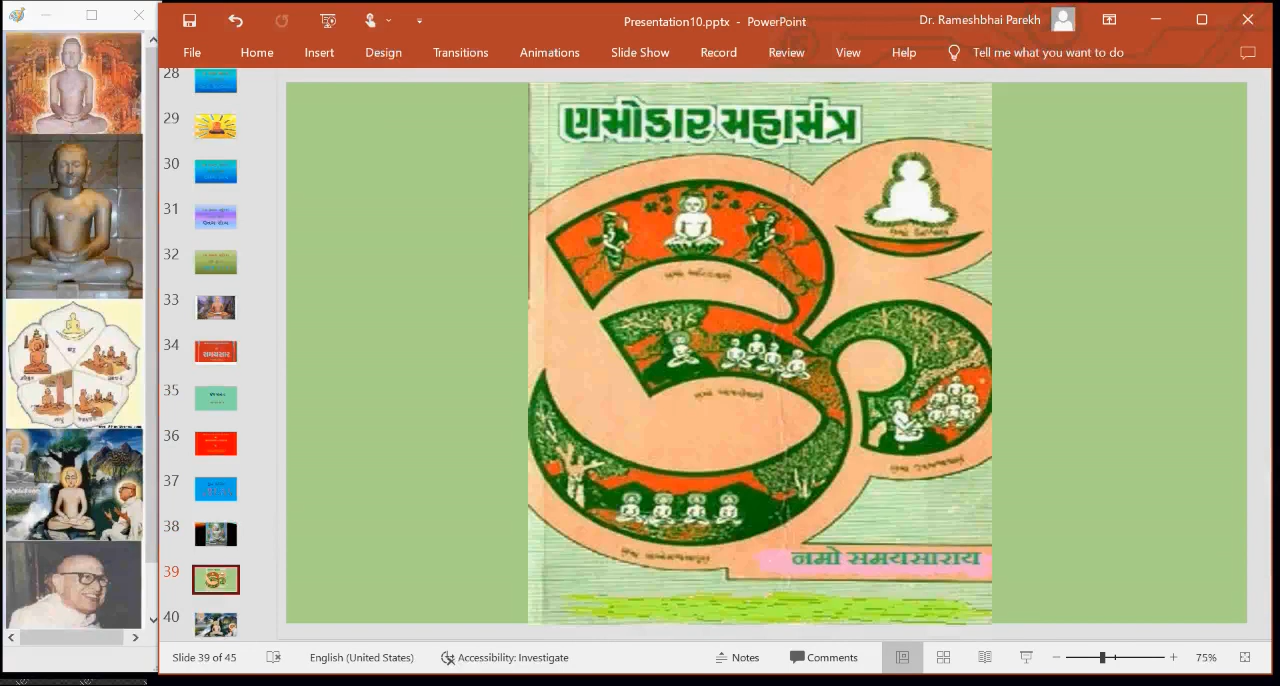 Presentation10.pptx - PowerPoint
Dr. Rameshbhai Parekh
File Home Insert Design Transitions Animations Slide Show Record Review View Help Tell me what you want to do
28
29
30
31
32
33
34
સમયસાર
35
36
37
38
39
40
ણમોકાર મહામંત્ર
નમો સમયસારાય
Slide 39 of 45 English (United States) Accessibility: Investigate Notes Comments 75%